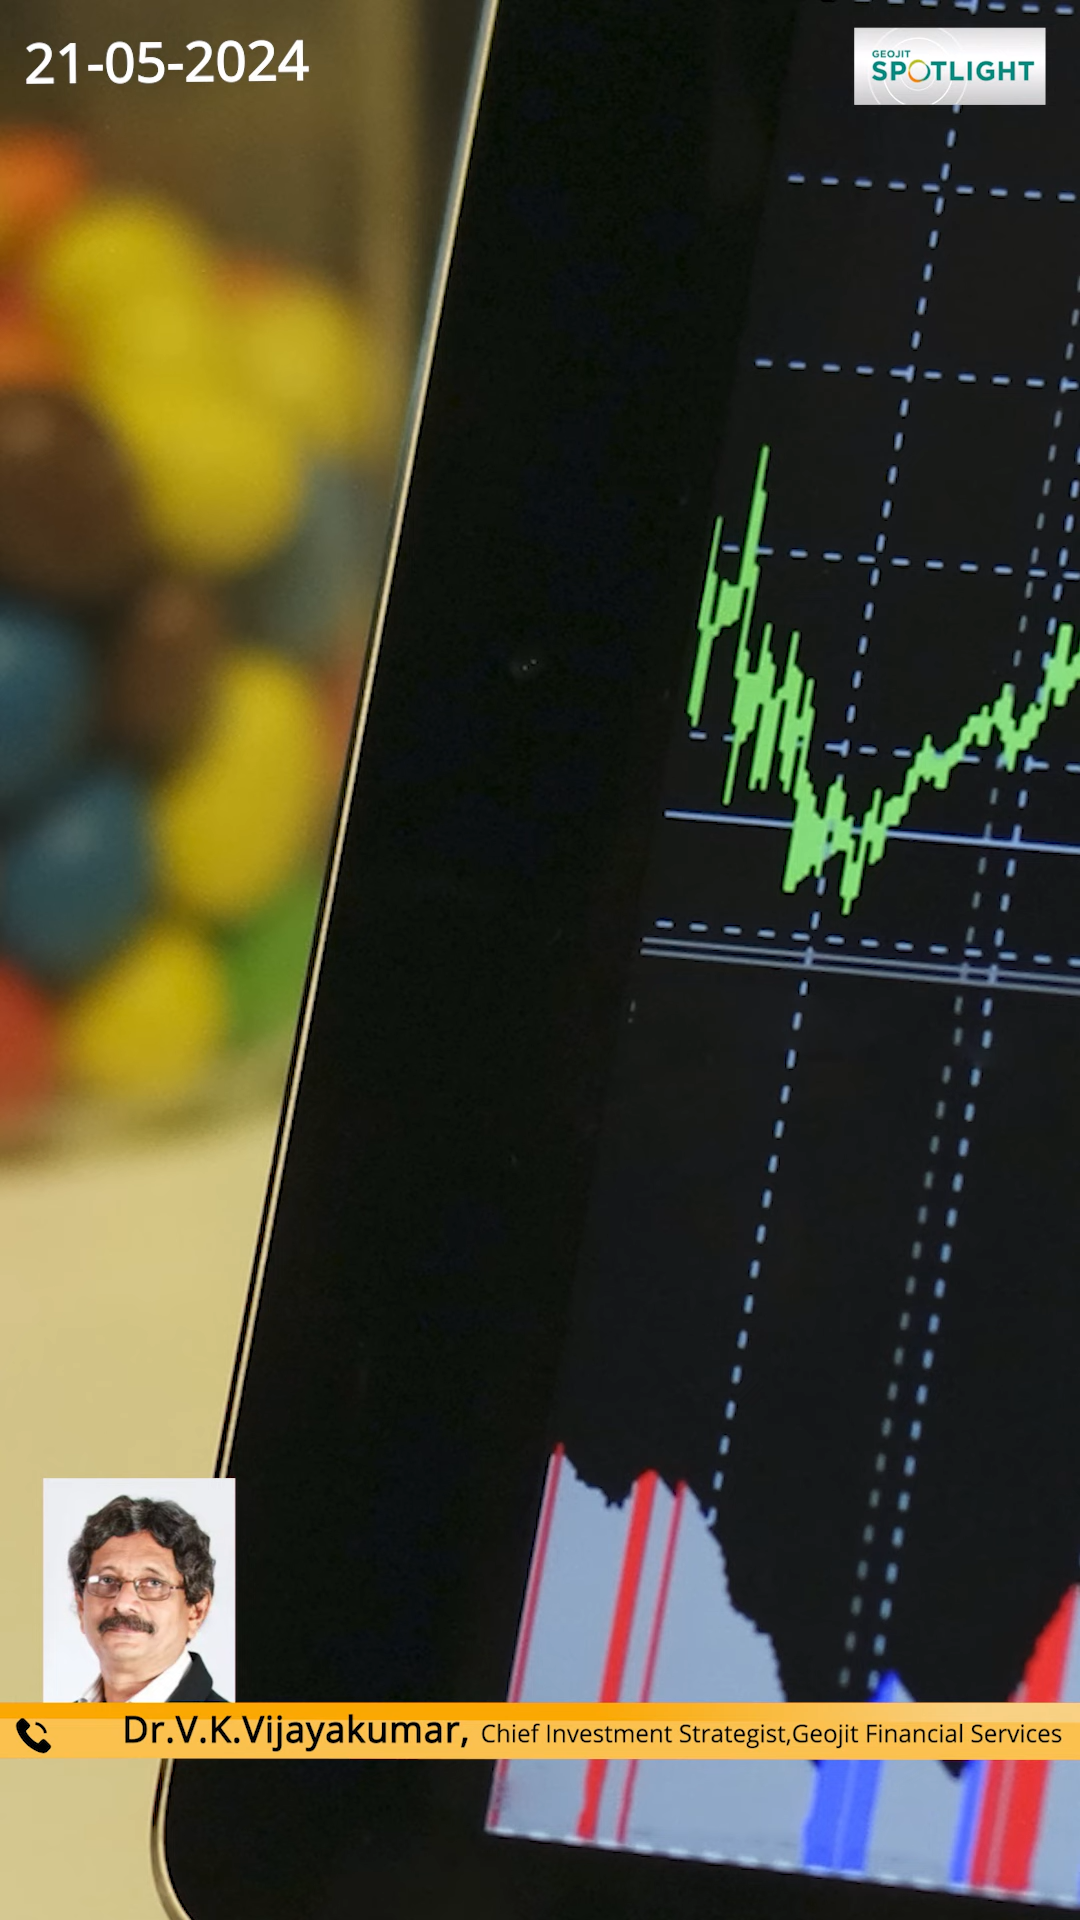 21-05-2024
GEOJIT
SPOTLIGHT
Dr.V.K.Vijayakumar, Chief Investment Strategist,Geojit Financial Services